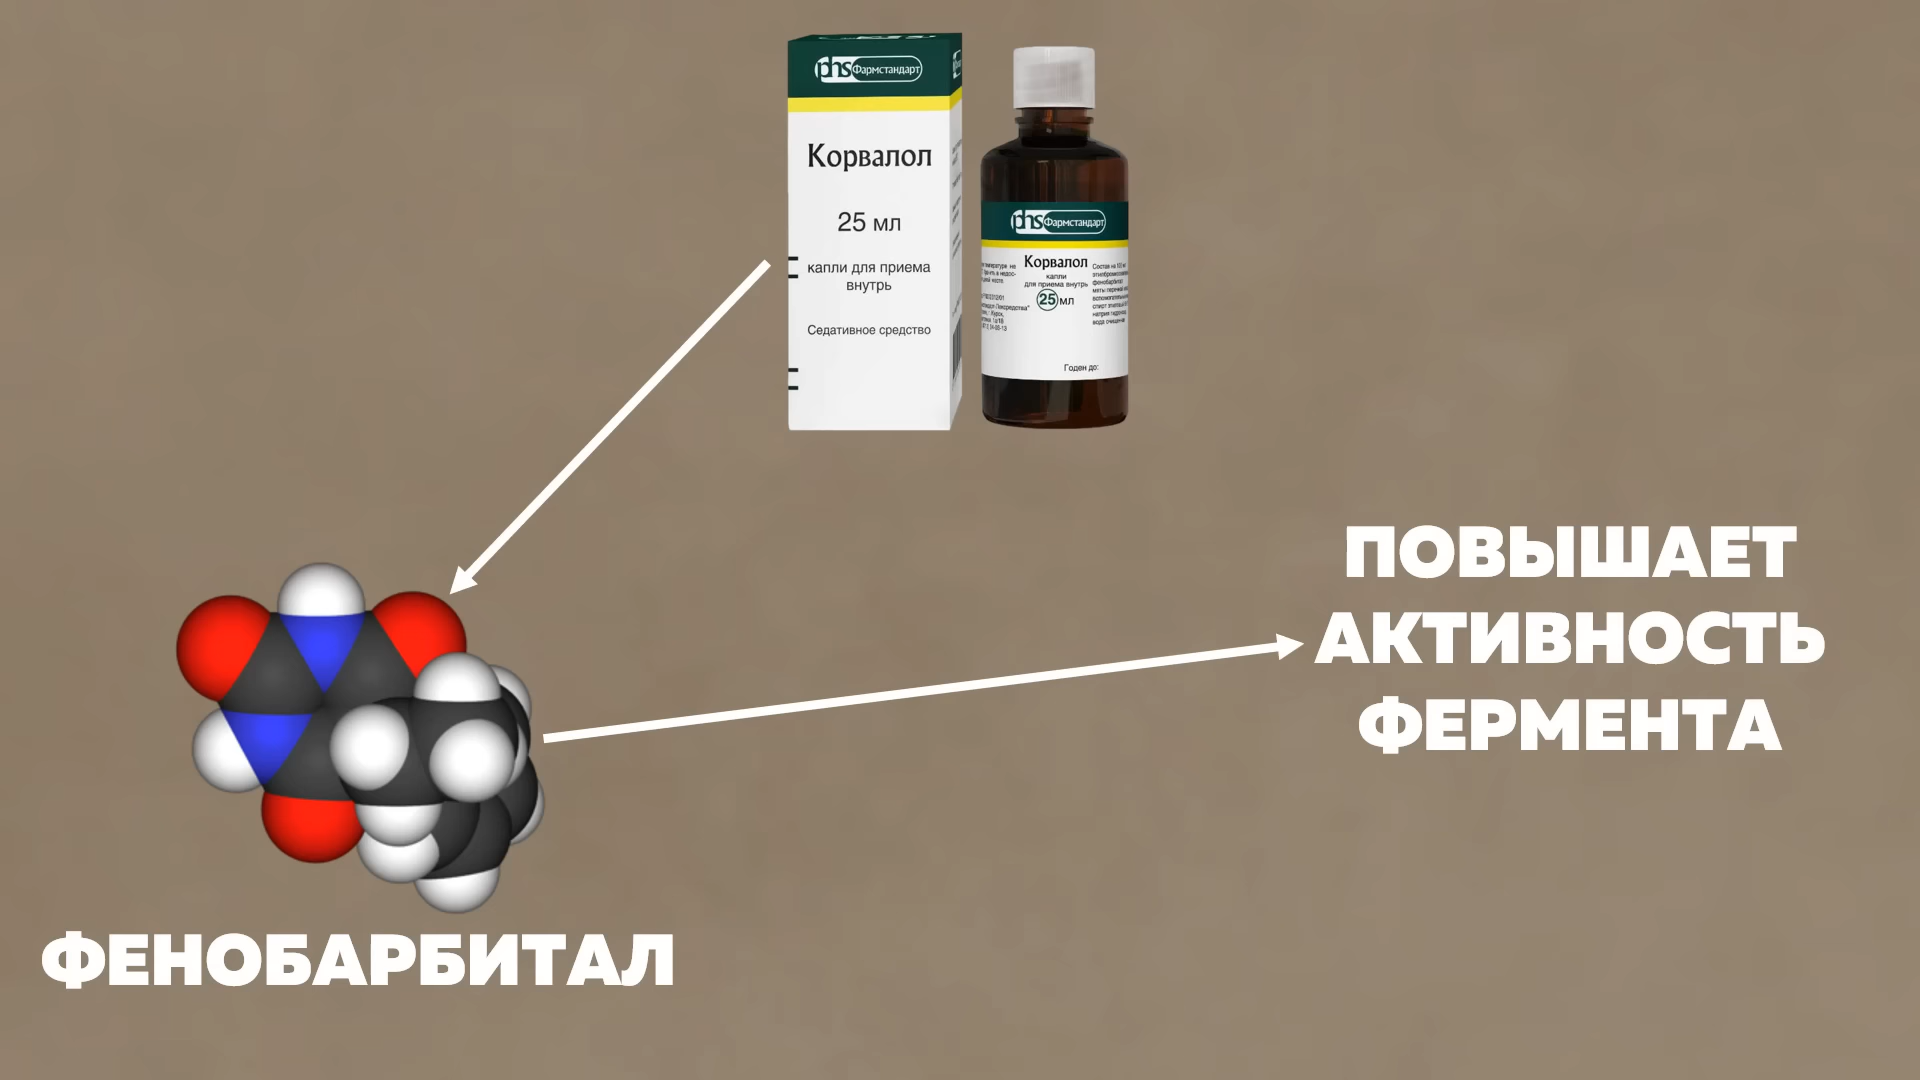 phs Фармстандарт
Корвалол
25 мл
капли для приема
внутрь
Седативное средство
phs Фармстандарт
Корвалол
капли
для приема внутрь
25 мл
Годен до:
ПОВЫШАЕТ
АКТИВНОСТЬ
ФЕРМЕНТА
ФЕНОБАРБИТАЛ